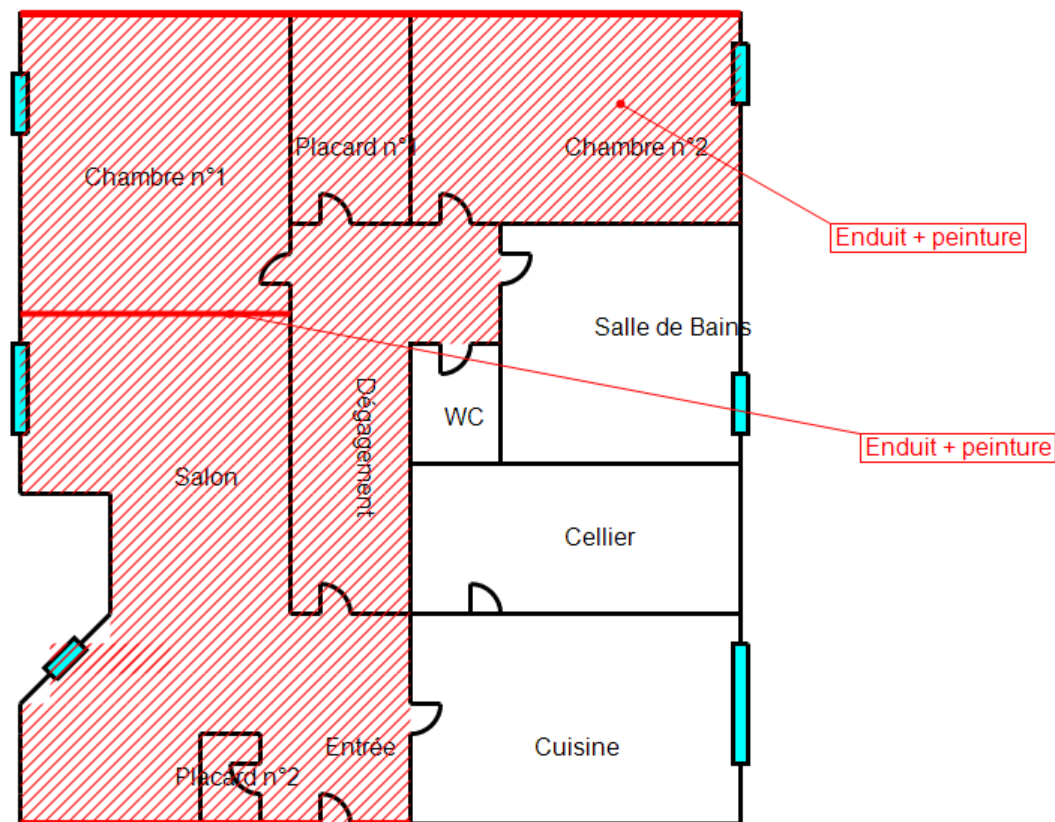 Placard n°1
Chambre n°2
Chambre n°1
Enduit + peinture
Salle de Bains
Dégagement
WC
Enduit + peinture
Salon
Cellier
Entrée
Cuisine
Placard n°2